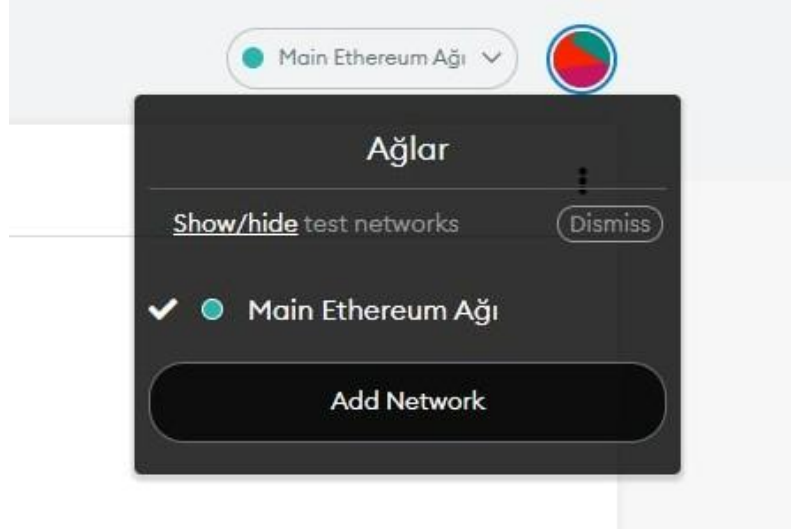 Main Ethereum Ağı
Ağlar
Show/hide test networks Dismiss
Main Ethereum Ağı
Add Network